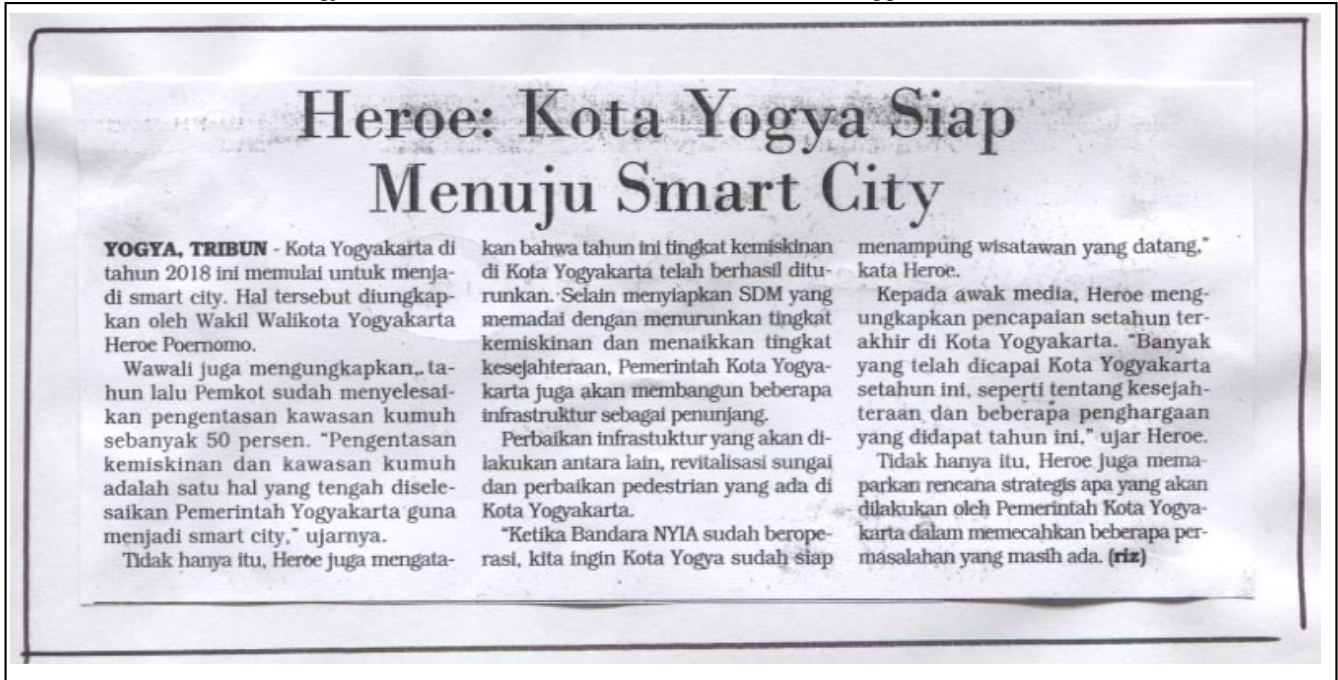 Heroe: Kota Yogya Siap
Menuju Smart City
YOGYA, TRIBUN - Kota Yogyakarta di
tahun 2018 ini memulai untuk menja-
di smart city. Hal tersebut diungkap-
kan oleh Wakil Walikota Yogyakarta
Heroe Poernomo.
Wawali juga mengungkapkan, ta-
hun lalu Pemkot sudah menyelesai-
kan pengentasan kawasan kumuh
sebanyak 50 persen. "Pengentasan
kemiskinan dan kawasan kumuh
adalah satu hal yang tengah disele-
saikan Pemerintah Yogyakarta guna
menjadi smart city," ujarnya.
Tidak hanya itu, Heroe juga mengata-
kan bahwa tahun ini tingkat kemiskinan
di Kota Yogyakarta telah berhasil ditu-
runkan. Selain menyiapkan SDM yang
memadai dengan menurunkan tingkat
kemiskinan dan menaikkan tingkat
kesejahteraan, Pemerintah Kota Yogya-
karta juga akan membangun beberapa
infrastruktur sebagai penunjang.
Perbaikan infrastuktur yang akan di-
lakukan antara lain, revitalisasi sungai
dan perbaikan pedestrian yang ada di
Kota Yogyakarta.
"Ketika Bandara NYIA sudah berope-
rasi, kita ingin Kota Yogya sudah siap
menampung wisatawan yang datang,"
kata Heroe.
Kepada awak media, Heroe meng-
ungkapkan pencapaian setahun ter-
akhir di Kota Yogyakarta. "Banyak
yang telah dicapai Kota Yogyakarta
setahun ini, seperti tentang kesejah-
teraan dan beberapa penghargaan
yang didapat tahun ini," ujar Heroe.
Tidak hanya itu, Heroe juga mema-
parkan rencana strategis apa yang akan
dilakukan oleh Pemerintah Kota Yogya-
karta dalam memecahkan beberapa per-
masalahan yang masih ada. (riz)